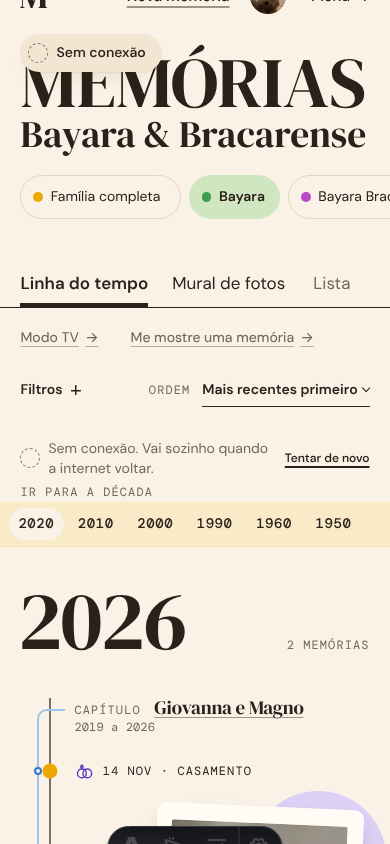 M
Nova memória
Menu
Sem conexão
MEMÓRIAS
Bayara & Bracarense
Família completa
Bayara
Bayara Brac
Linha do tempo
Mural de fotos
Lista
Modo TV →
Me mostre uma memória →
Filtros +
ORDEM
Mais recentes primeiro
Sem conexão. Vai sozinho quando
a internet voltar.
Tentar de novo
IR PARA A DÉCADA
2020 2010 2000 1990 1960 1950
2026
2 MEMÓRIAS
CAPÍTULO Giovanna e Magno
2019 a 2026
14 NOV · CASAMENTO